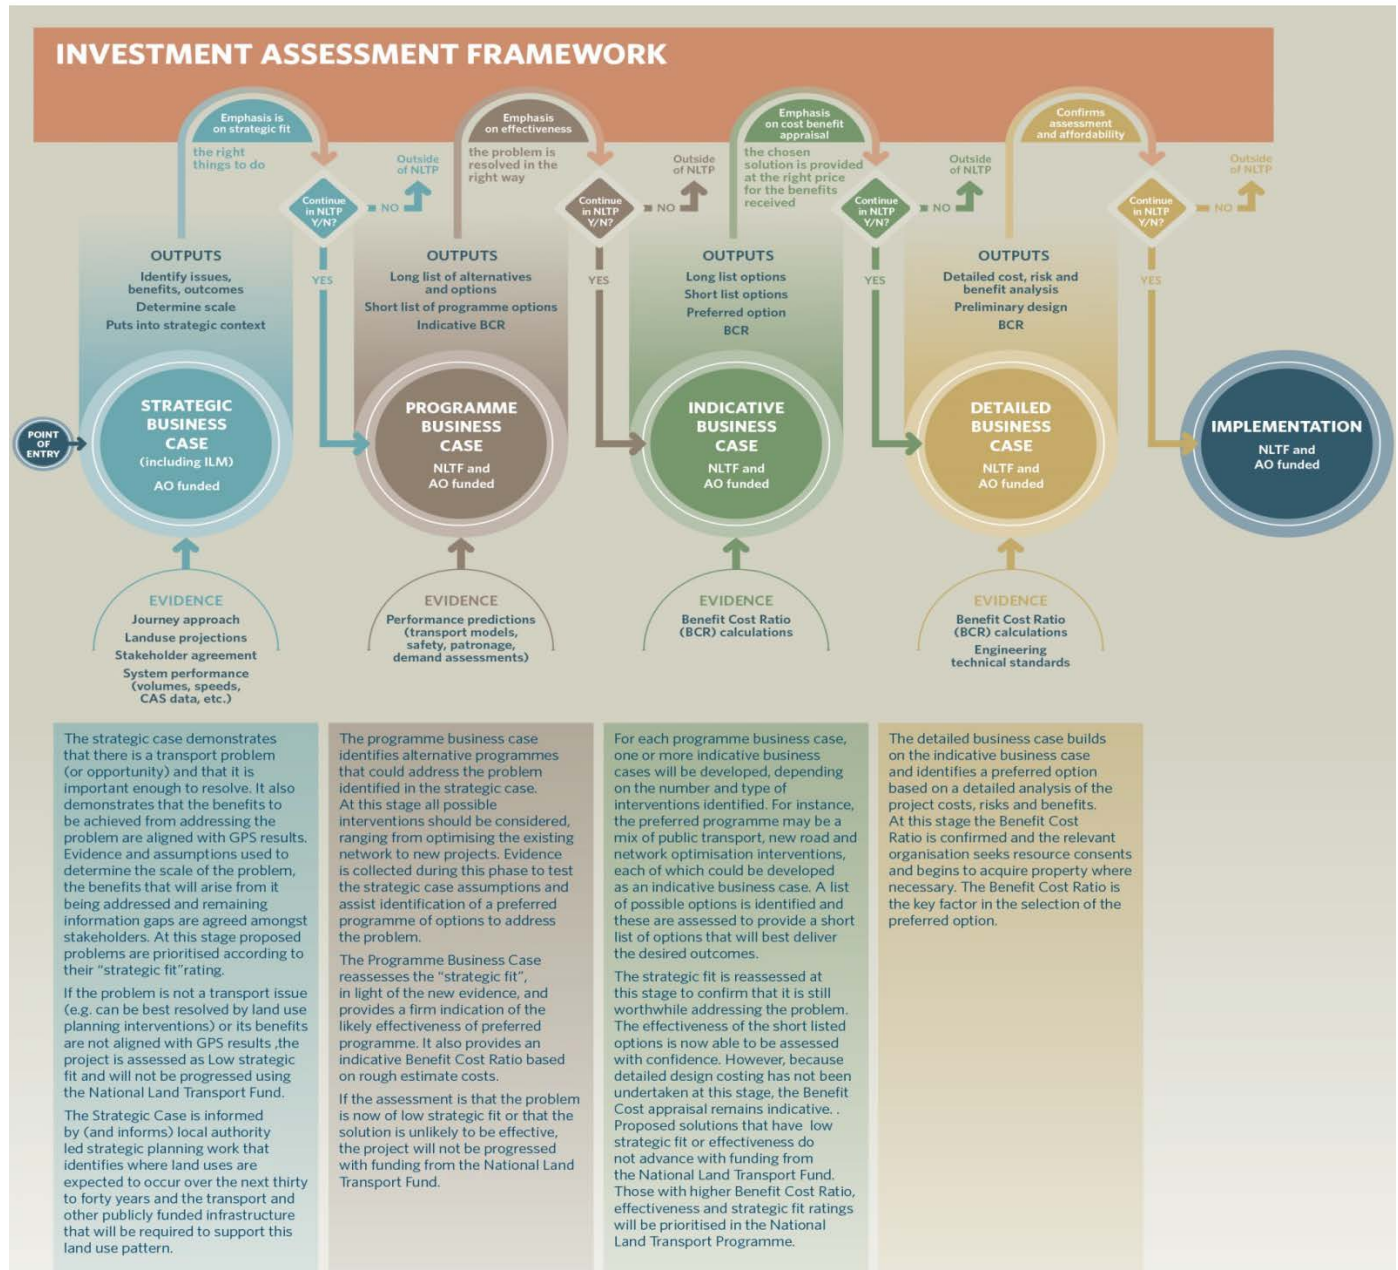 INVESTMENT ASSESSMENT FRAMEWORK
Emphasis is
on strategic fit
the right
things to do
Continue
in NLTP
Y/N?
NO
Outside
of NLTP
YES
Emphasis
on effectiveness
the problem is
resolved in the
right way
Continue
in NLTP
Y/N?
NO
Outside
of NLTP
YES
Emphasis
on cost benefit
appraisal
the chosen
solution is provided
at the right price
for the benefits
received
Continue
in NLTP
Y/N?
NO
Outside
of NLTP
YES
Confirms
assessment
and affordability
Continue
in NLTP
Y/N?
NO
Outside
of NLTP
YES
OUTPUTS
Identify issues,
benefits, outcomes
Determine scale
Puts into strategic context
OUTPUTS
Long list of alternatives
and options
Short list of programme options
Indicative BCR
OUTPUTS
Long list options
Short list options
Preferred option
BCR
OUTPUTS
Detailed cost, risk and
benefit analysis
Preliminary design
BCR
POINT
OF
ENTRY
STRATEGIC
BUSINESS
CASE
(including ILM)
AO funded
PROGRAMME
BUSINESS
CASE
NLTF and
AO funded
INDICATIVE
BUSINESS
CASE
NLTF and
AO funded
DETAILED
BUSINESS
CASE
NLTF and
AO funded
IMPLEMENTATION
NLTF and
AO funded
EVIDENCE
Journey approach
Landuse projections
Stakeholder agreement
System performance
(volumes, speeds,
CAS data, etc.)
EVIDENCE
Performance predictions
(transport models,
safety, patronage,
demand assessments)
EVIDENCE
Benefit Cost Ratio
(BCR) calculations
EVIDENCE
Benefit Cost Ratio
(BCR) calculations
Engineering
technical standards
The strategic case demonstrates
that there is a transport problem
(or opportunity) and that it is
important enough to resolve. It also
demonstrates that the benefits to
be achieved from addressing the
problem are aligned with GPS results.
Evidence and assumptions used to
determine the scale of the problem,
the benefits that will arise from it
being addressed and remaining
information gaps are agreed amongst
stakeholders. At this stage proposed
problems are prioritised according to
their "strategic fit"rating.
If the problem is not a transport issue
(e.g. can be best resolved by land use
planning interventions) or its benefits
are not aligned with GPS results ,the
project is assessed as Low strategic
fit and will not be progressed using
the National Land Transport Fund.
The Strategic Case is informed
by (and informs) local authority
led strategic planning work that
identifies where land uses are
expected to occur over the next thirty
to forty years and the transport and
other publicly funded infrastructure
that will be required to support this
land use pattern.
The programme business case
identifies alternative programmes
that could address the problem
identified in the strategic case.
At this stage all possible
interventions should be considered,
ranging from optimising the existing
network to new projects. Evidence
is collected during this phase to test
the strategic case assumptions and
assist identification of a preferred
programme of options to address
the problem.
The Programme Business Case
reassesses the "strategic fit",
in light of the new evidence, and
provides a firm indication of the
likely effectiveness of preferred
programme. It also provides an
indicative Benefit Cost Ratio based
on rough estimate costs.
If the assessment is that the problem
is now of low strategic fit or that the
solution is unlikely to be effective,
the project will not be progressed
with funding from the National Land
Transport Fund.
For each programme business case,
one or more indicative business
cases will be developed, depending
on the number and type of
interventions identified. For instance,
the preferred programme may be a
mix of public transport, new road and
network optimisation interventions,
each of which could be developed
as an indicative business case. A list
of possible options is identified and
these are assessed to provide a short
list of options that will best deliver
the desired outcomes.
The strategic fit is reassessed at
this stage to confirm that it is still
worthwhile addressing the problem.
The effectiveness of the short listed
options is now able to be assessed
with confidence. However, because
detailed design costing has not been
undertaken at this stage, the Benefit
Cost appraisal remains indicative. .
Proposed solutions that have  low
strategic fit or effectiveness do
not advance with funding from
the National Land Transport Fund.
Those with higher Benefit Cost Ratio,
effectiveness and strategic fit ratings
will be prioritised in the National
Land Transport Programme.
The detailed business case builds
on the indicative business case
and identifies a preferred option
based on a detailed analysis of the
project costs, risks and benefits.
At this stage the Benefit Cost
Ratio is confirmed and the relevant
organisation seeks resource consents
and begins to acquire property where
necessary. The Benefit Cost Ratio is
the key factor in the selection of the
preferred option.